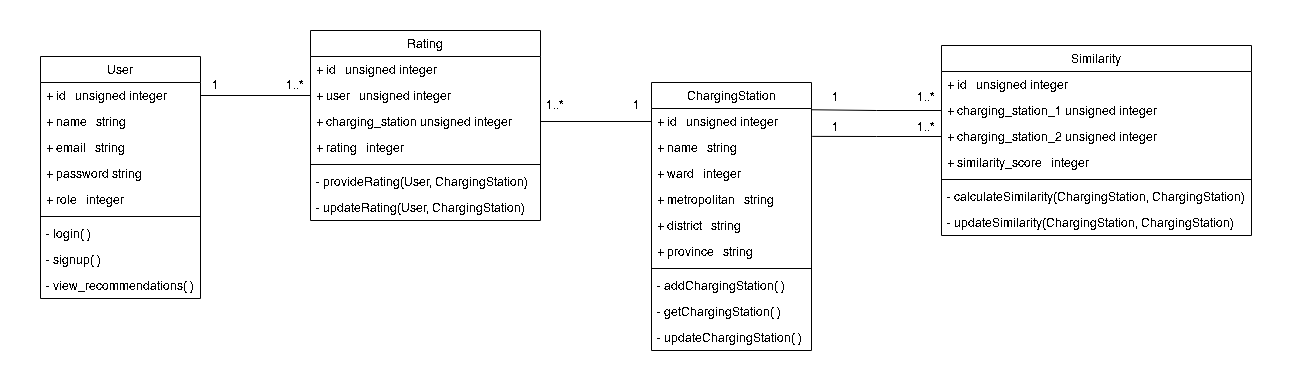 User
+ id unsigned integer
+ name string
+ email string
+ password string
+ role integer
- login()
- signup()
- view_recommendations()
1
1..*
Rating
+ id unsigned integer
+ user unsigned integer
+ charging_station unsigned integer
+ rating integer
- provideRating(User, ChargingStation)
- updateRating(User, ChargingStation)
1..*
1
ChargingStation
+ id unsigned integer
+ name string
+ ward integer
+ metropolitan string
+ district string
+ province string
- addChargingStation()
- getChargingStation()
- updateChargingStation()
1
1..*
1
1..*
Similarity
+ id unsigned integer
+ charging_station_1 unsigned integer
+ charging_station_2 unsigned integer
+ similarity_score integer
- calculateSimilarity(ChargingStation, ChargingStation)
- updateSimilarity(ChargingStation, ChargingStation)